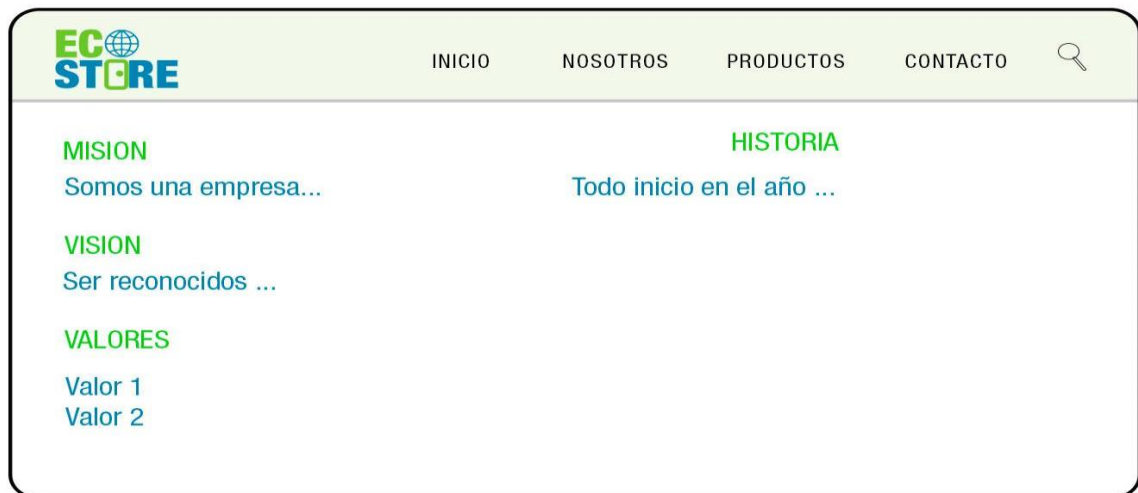 ECO
STORE
INICIO NOSOTROS PRODUCTOS CONTACTO
MISION
Somos una empresa...
VISION
Ser reconocidos ...
VALORES
Valor 1
Valor 2
HISTORIA
Todo inicio en el año ...